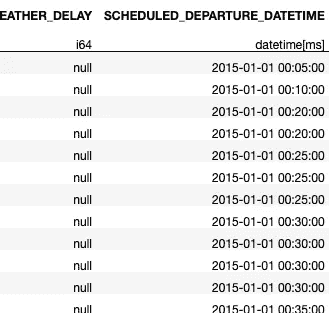 EATHER_DELAY SCHEDULED_DEPARTURE_DATETIME
i64 datetime[ms]
null 2015-01-01 00:05:00
null 2015-01-01 00:10:00
null 2015-01-01 00:20:00
null 2015-01-01 00:20:00
null 2015-01-01 00:25:00
null 2015-01-01 00:25:00
null 2015-01-01 00:25:00
null 2015-01-01 00:30:00
null 2015-01-01 00:30:00
null 2015-01-01 00:30:00
null 2015-01-01 00:30:00
null 2015-01-01 00:35:00